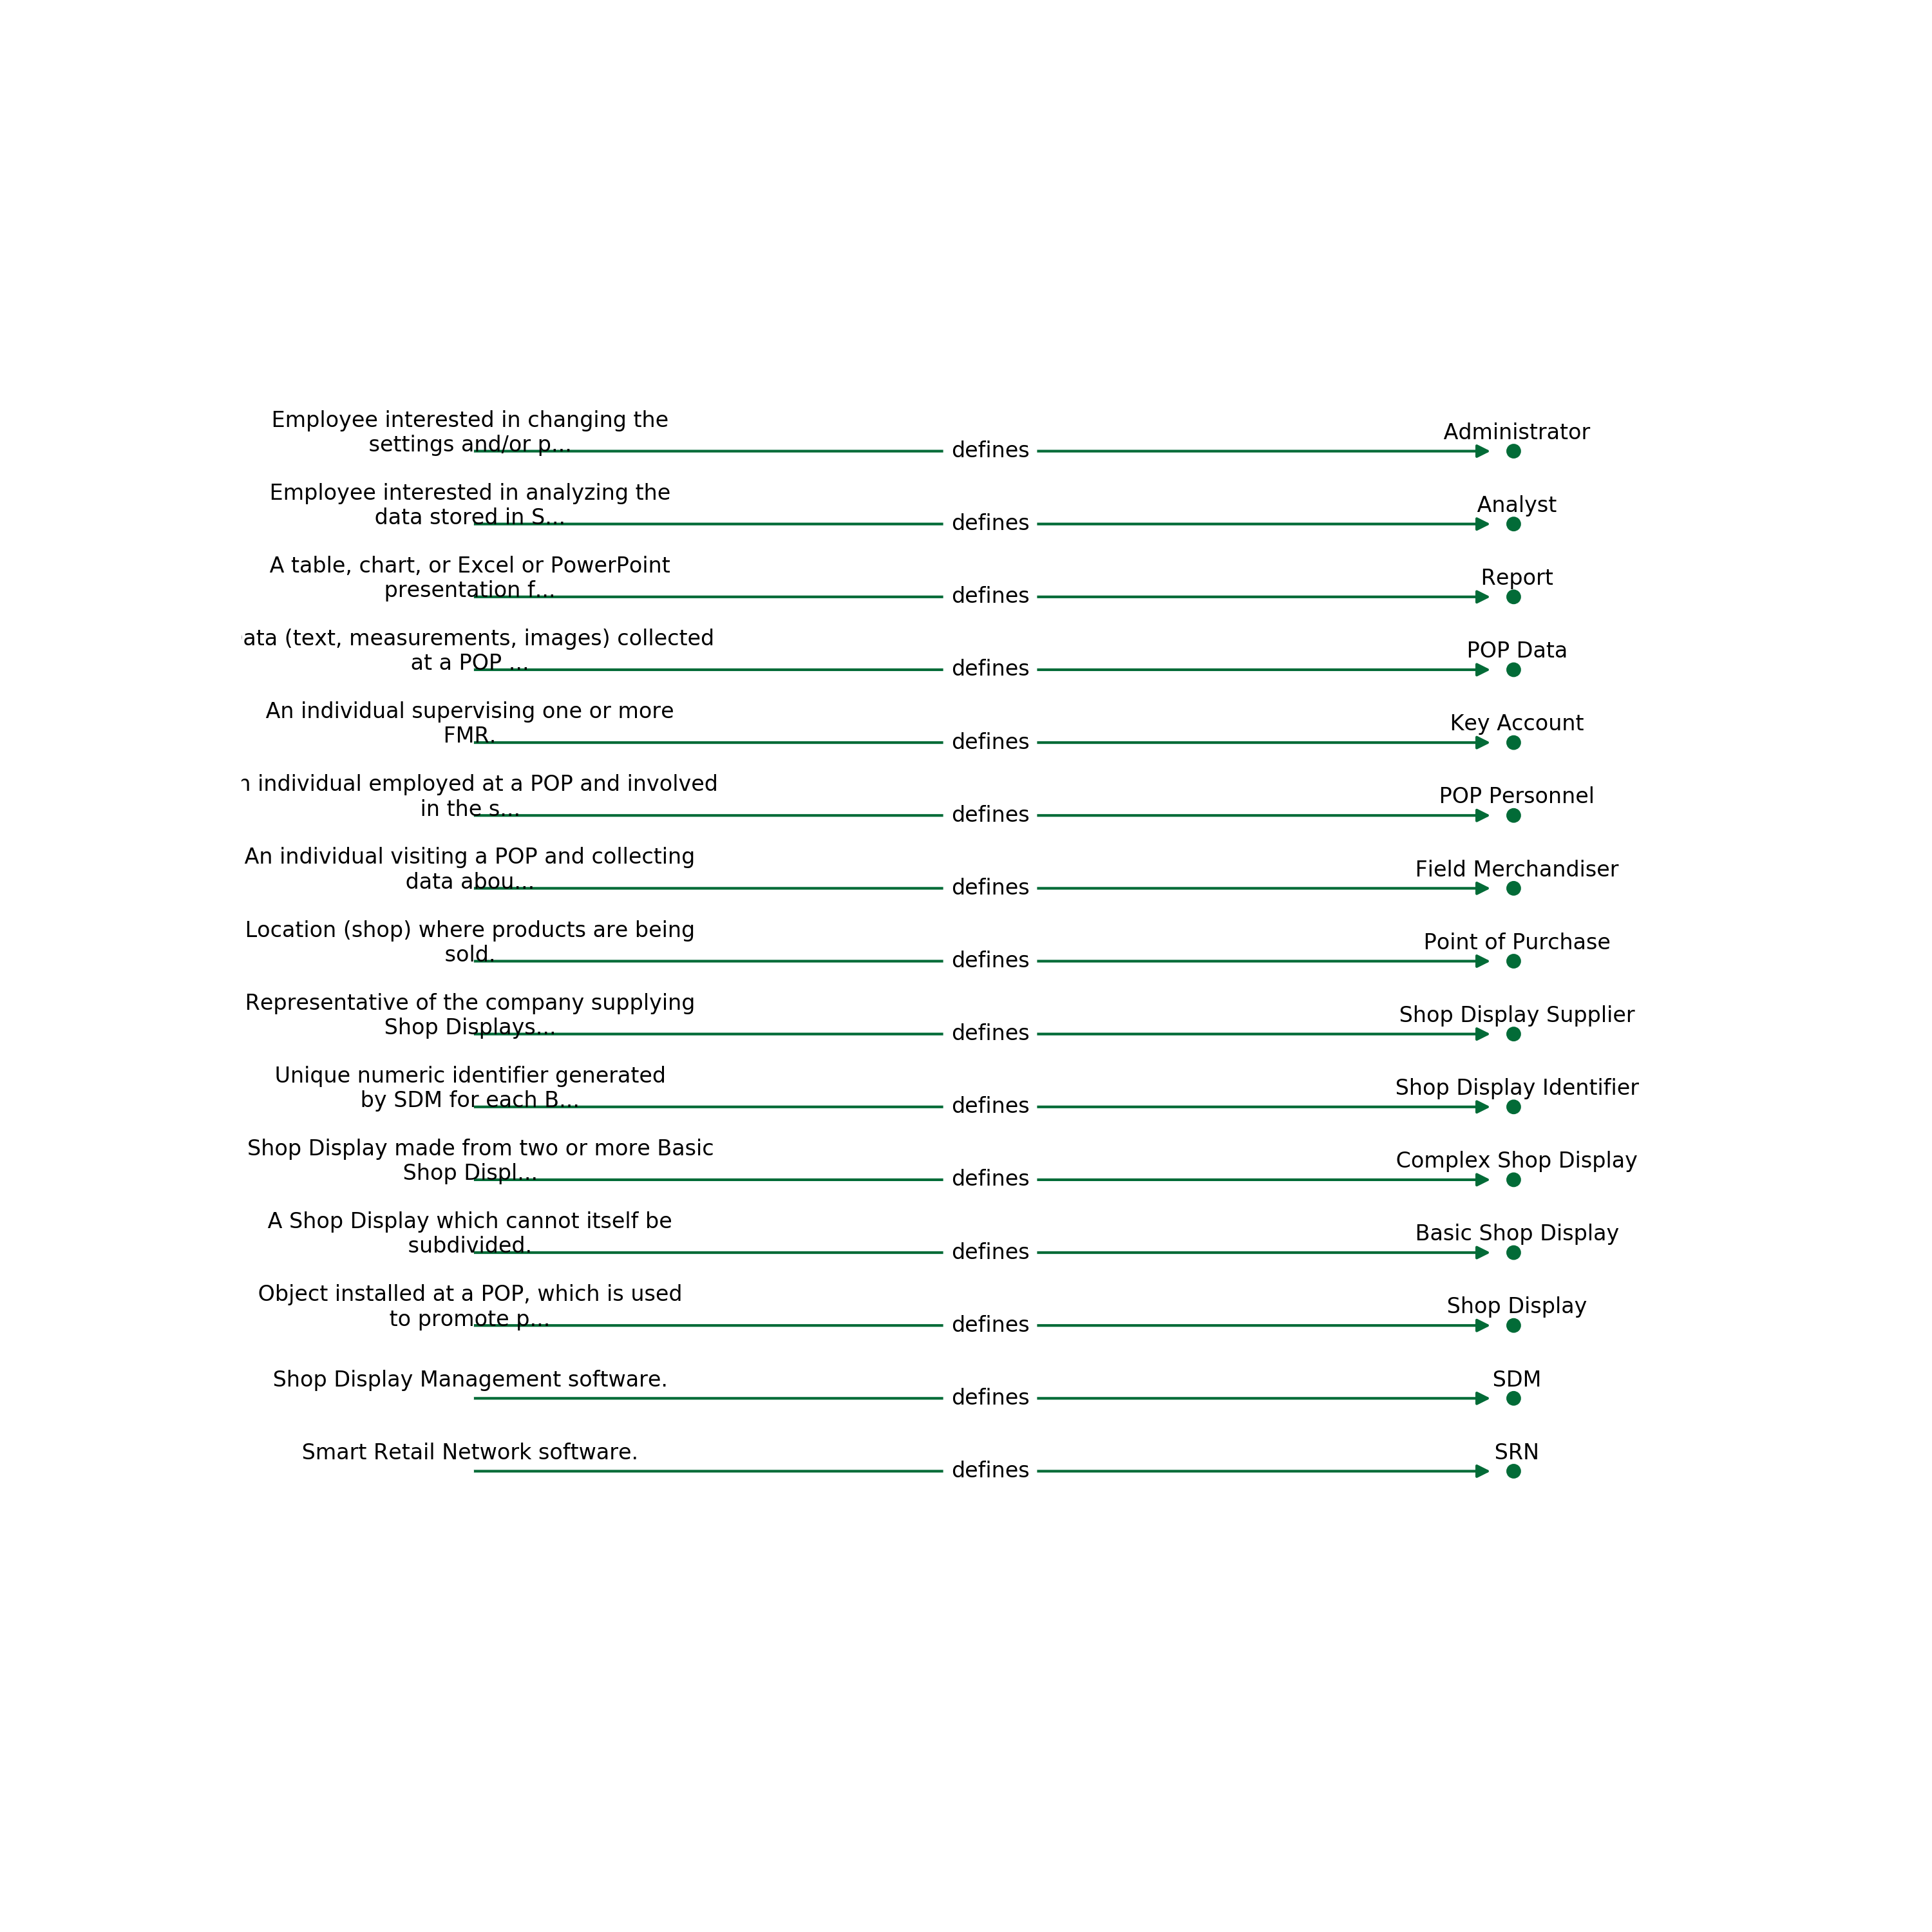 Employee interested in changing the
settings and/or p...
defines
Administrator
Employee interested in analyzing the
data stored in S...
defines
Analyst
A table, chart, or Excel or PowerPoint
presentation f...
defines
Report
ata (text, measurements, images) collected
at a POP ...
defines
POP Data
An individual supervising one or more
FMR.
defines
Key Account
individual employed at a POP and involved
in the s...
defines
POP Personnel
An individual visiting a POP and collecting
data abou...
defines
Field Merchandiser
Location (shop) where products are being
sold.
defines
Point of Purchase
Representative of the company supplying
Shop Displays...
defines
Shop Display Supplier
Unique numeric identifier generated
by SDM for each B...
defines
Shop Display Identifier
Shop Display made from two or more Basic
Shop Displ...
defines
Complex Shop Display
A Shop Display which cannot itself be
subdivided.
defines
Basic Shop Display
Object installed at a POP, which is used
to promote p...
defines
Shop Display
Shop Display Management software.
defines
SDM
Smart Retail Network software.
defines
SRN